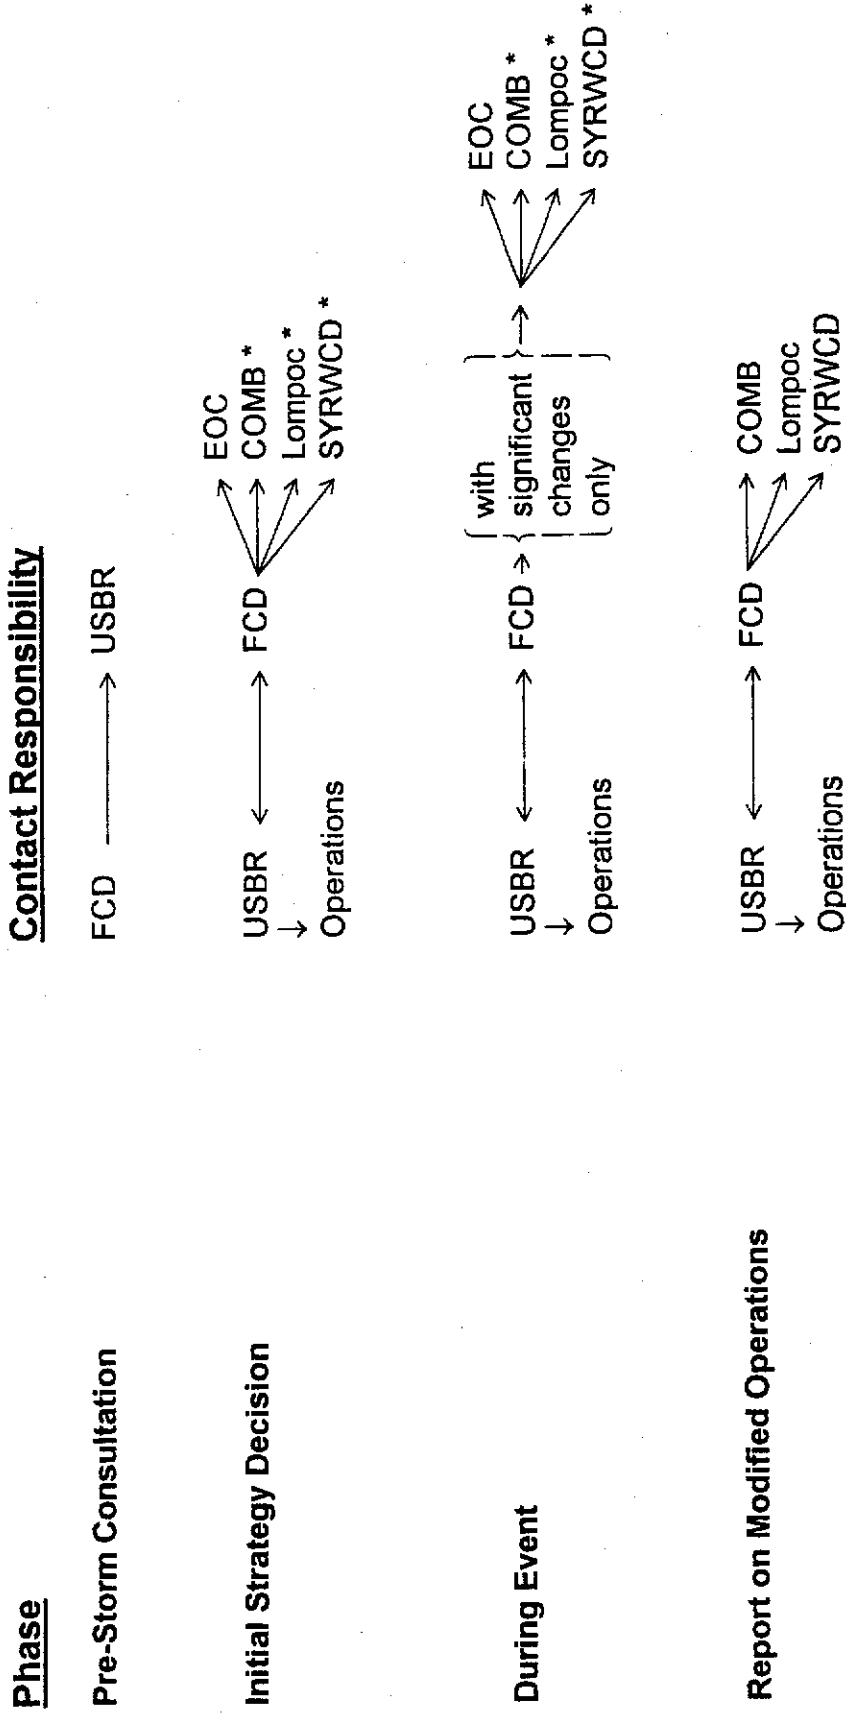 Phase Contact Responsibility
Pre-Storm Consultation FCD → USBR
Initial Strategy Decision USBR ↔ FCD
↓
Operations
EOC
COMB *
Lompoc *
SYRWCD *
During Event USBR ↔ FCD →
↓
Operations
with
significant
changes
only
→
EOC
COMB *
Lompoc *
SYRWCD *
Report on Modified Operations USBR ↔ FCD
↓
Operations
COMB
Lompoc
SYRWCD